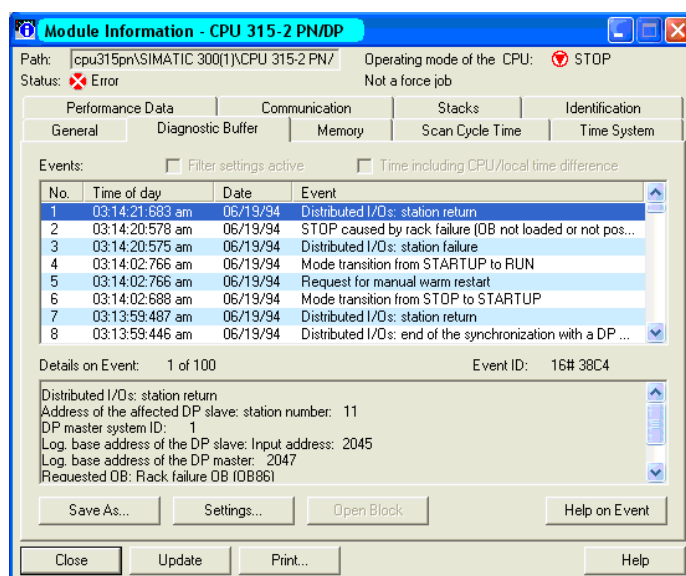 Module Information - CPU 315-2 PN/DP
Path: cpu315pn\SIMATIC 300(1)\CPU 315-2 PN/ Operating mode of the CPU: STOP
Status: Error Not a force job
Performance Data Communication Stacks Identification
General Diagnostic Buffer Memory Scan Cycle Time Time System
Events: Filter settings active Time including CPU/local time difference
No. Time of day Date Event
1 03:14:21:683 am 06/19/94 Distributed I/Os: station return
2 03:14:20:578 am 06/19/94 STOP caused by rack failure (OB not loaded or not pos...
3 03:14:20:575 am 06/19/94 Distributed I/Os: station failure
4 03:14:02:766 am 06/19/94 Mode transition from STARTUP to RUN
5 03:14:02:766 am 06/19/94 Request for manual warm restart
6 03:14:02:688 am 06/19/94 Mode transition from STOP to STARTUP
7 03:13:59:487 am 06/19/94 Distributed I/Os: station return
8 03:13:59:446 am 06/19/94 Distributed I/Os: end of the synchronization with a DP ...
Details on Event: 1 of 100 Event ID: 16# 38C4
Distributed I/Os: station return
Address of the affected DP slave: station number: 11
DP master system ID: 1
Log. base address of the DP slave: Input address: 2045
Log. base address of the DP master: 2047
Requested OB: Rack failure OB (OB86)
Save As... Settings... Open Block Help on Event
Close Update Print... Help